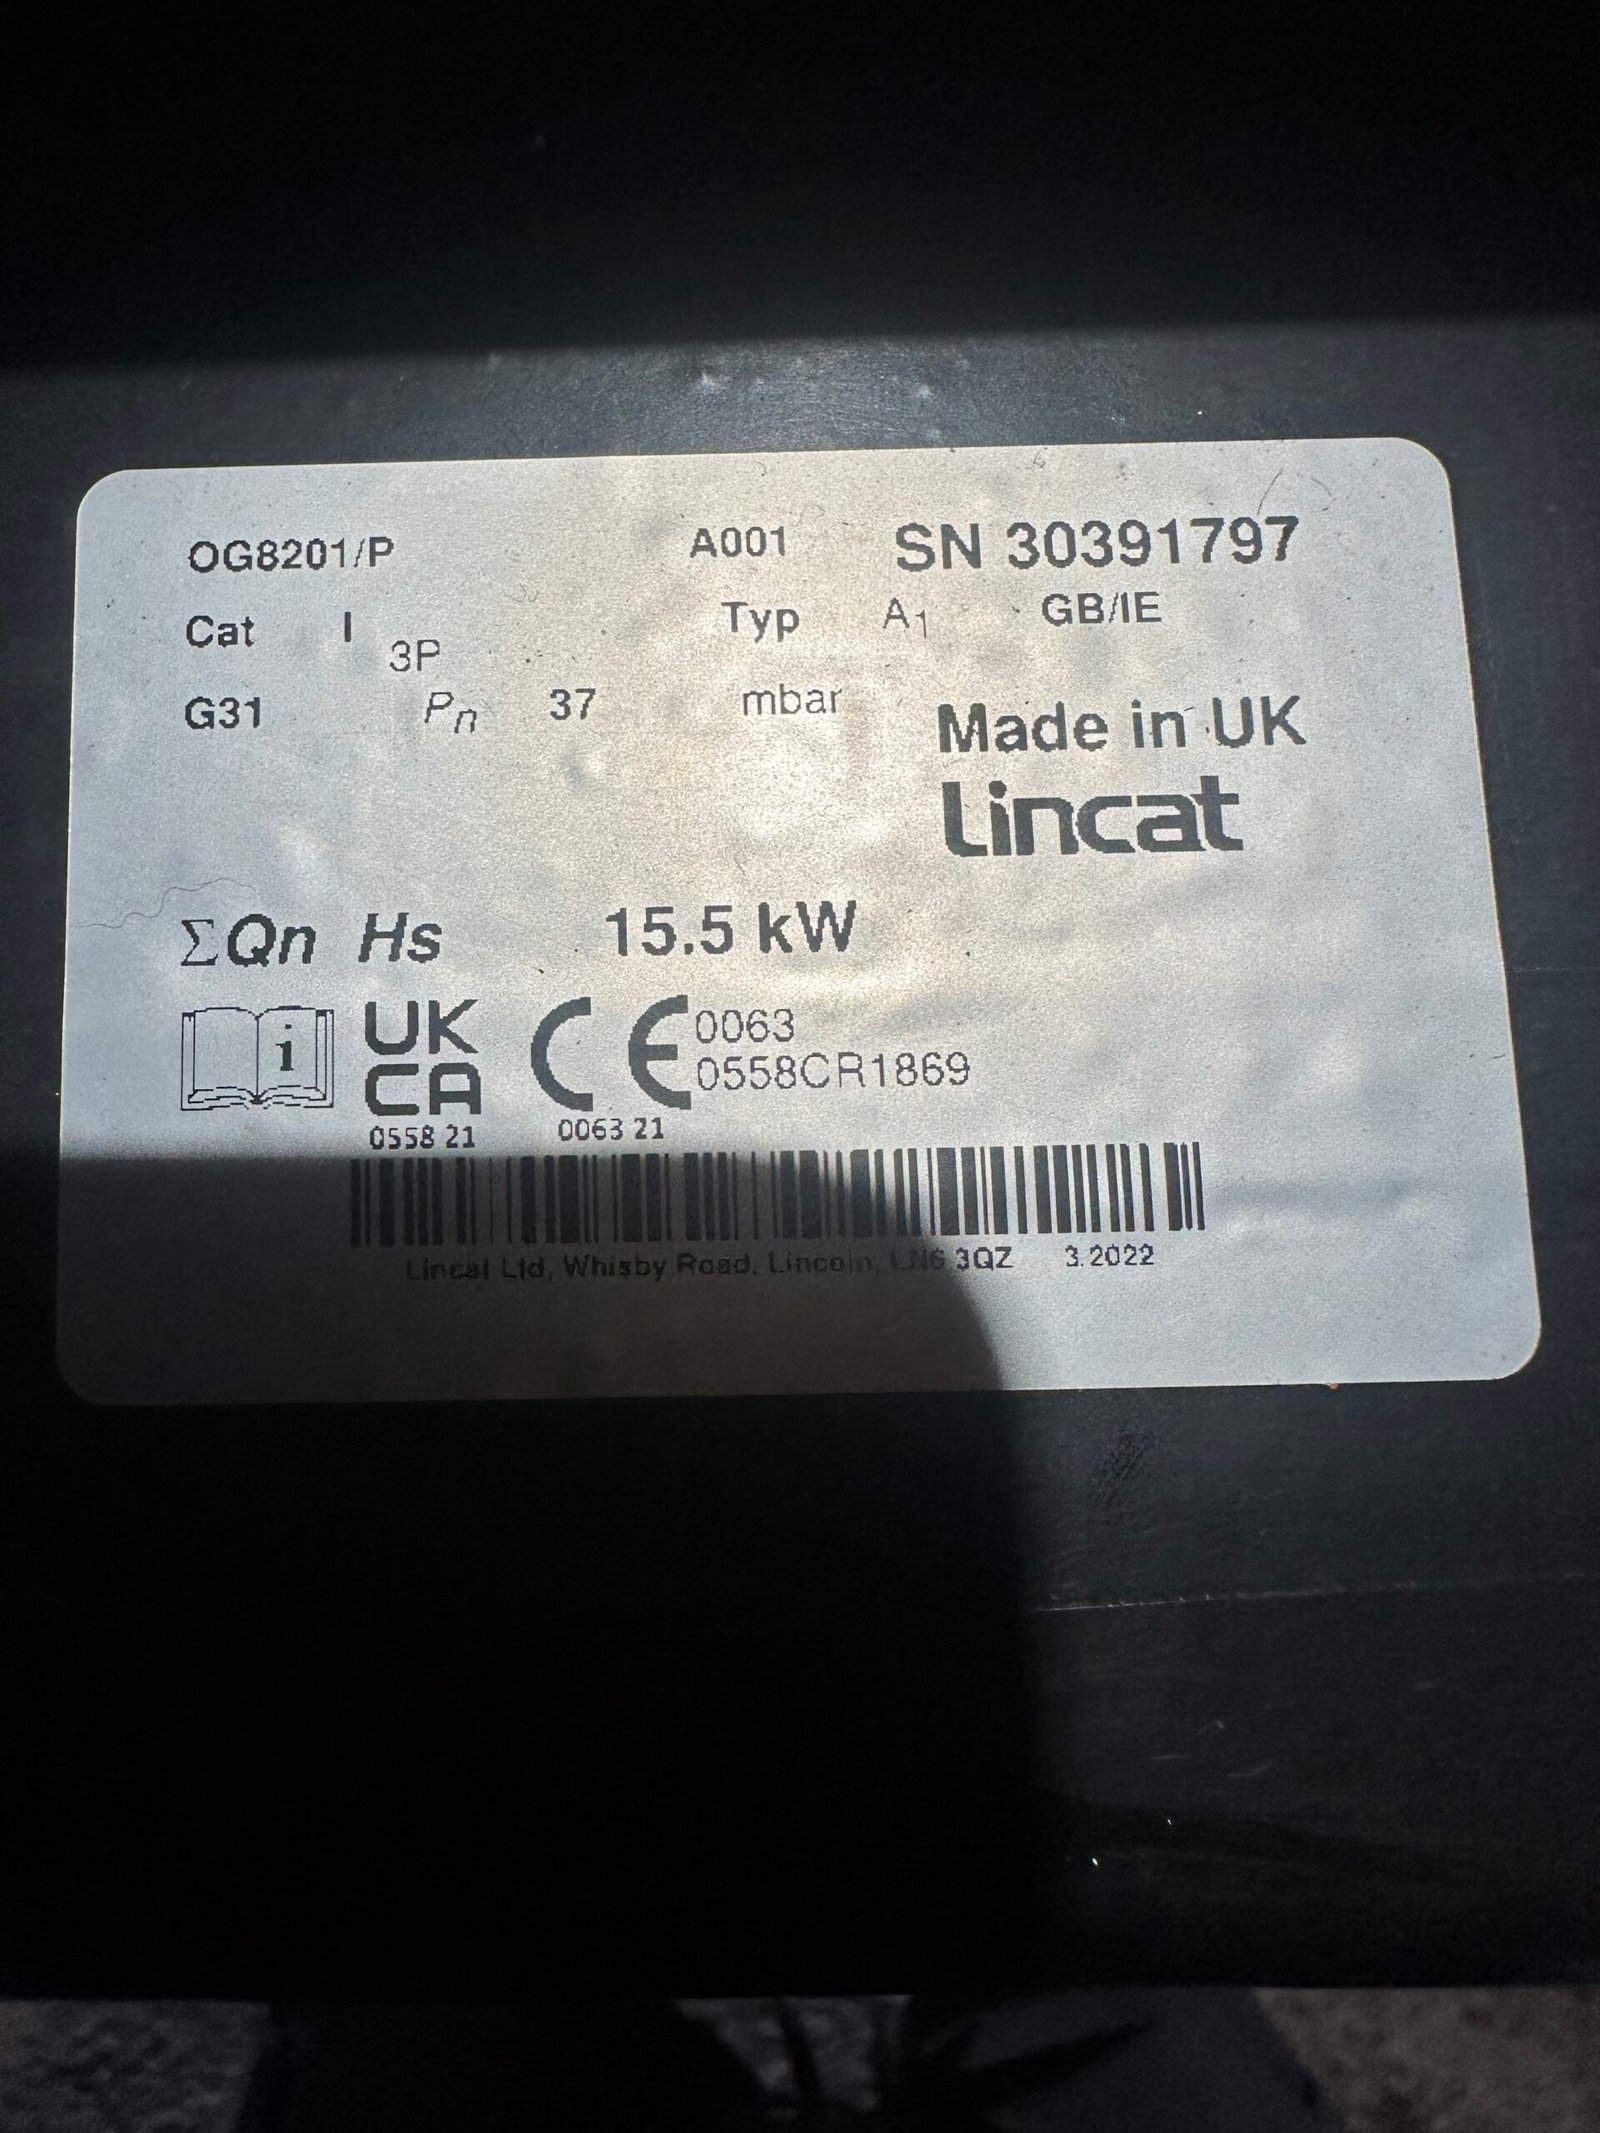 OG8201/P A001 SN 30391797
Cat I 3P Typ A1 GB/IE
G31 Pn 37 mbar
Made in UK
Lincat
ΣQn Hs 15.5 kW
i UK CA CE 0063
0558CR1869
0558 21 0063 21
Lincat Ltd, Whisby Road, Lincoln, LN6 3QZ 3.2022